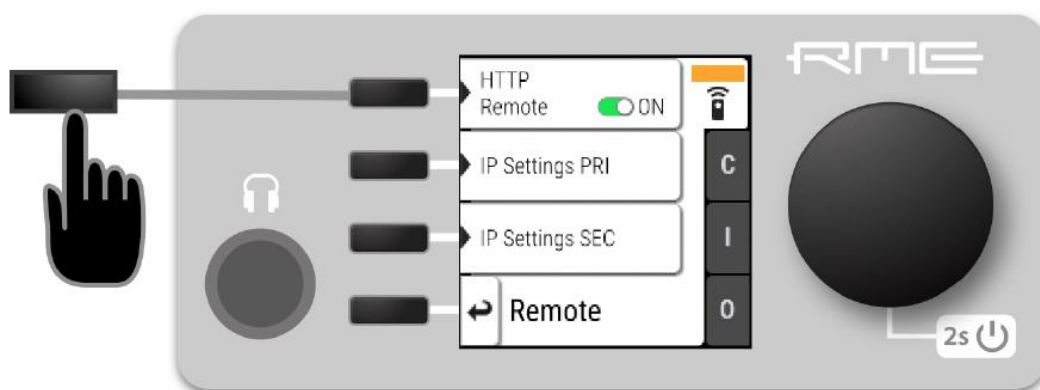 RME
HTTP
Remote ON
IP Settings PRI
C
IP Settings SEC
I
Remote
O
2s